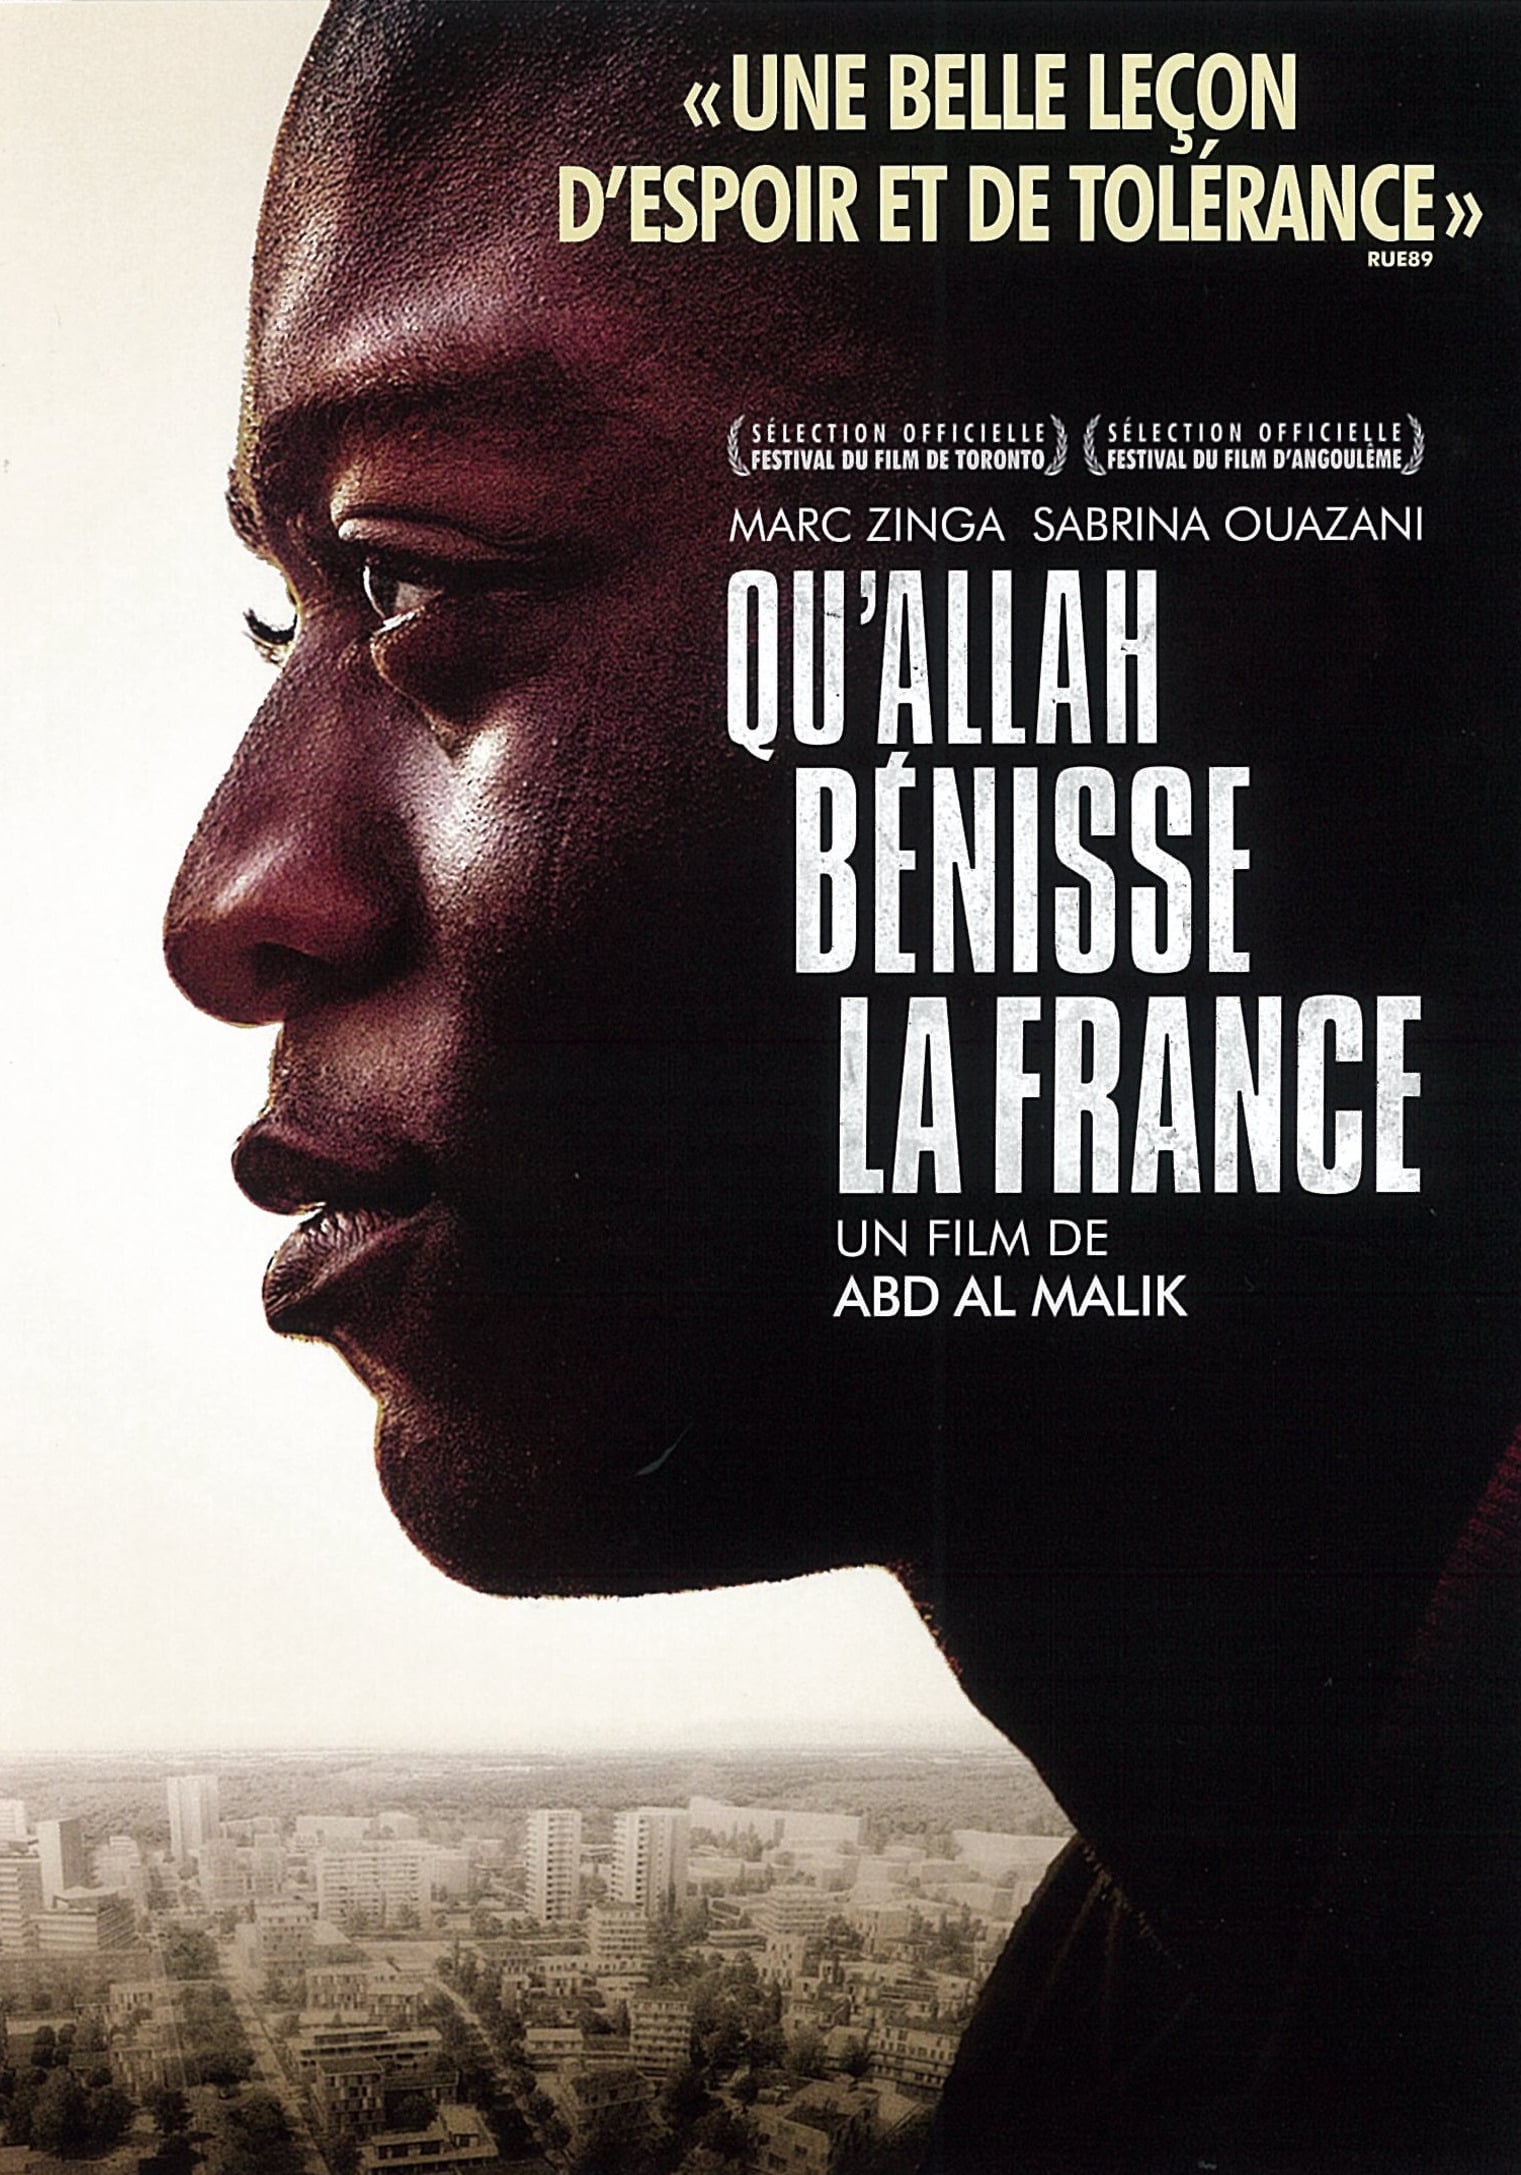 « UNE BELLE LEÇON
D'ESPOIR ET DE TOLÉRANCE »
RUE89
SÉLECTION OFFICIELLE
FESTIVAL DU FILM DE TORONTO
SÉLECTION OFFICIELLE
FESTIVAL DU FILM D'ANGOULÊME
MARC ZINGA SABRINA OUAZANI
QU'ALLAH
BÉNISSE
LA FRANCE
UN FILM DE
ABD AL MALIK